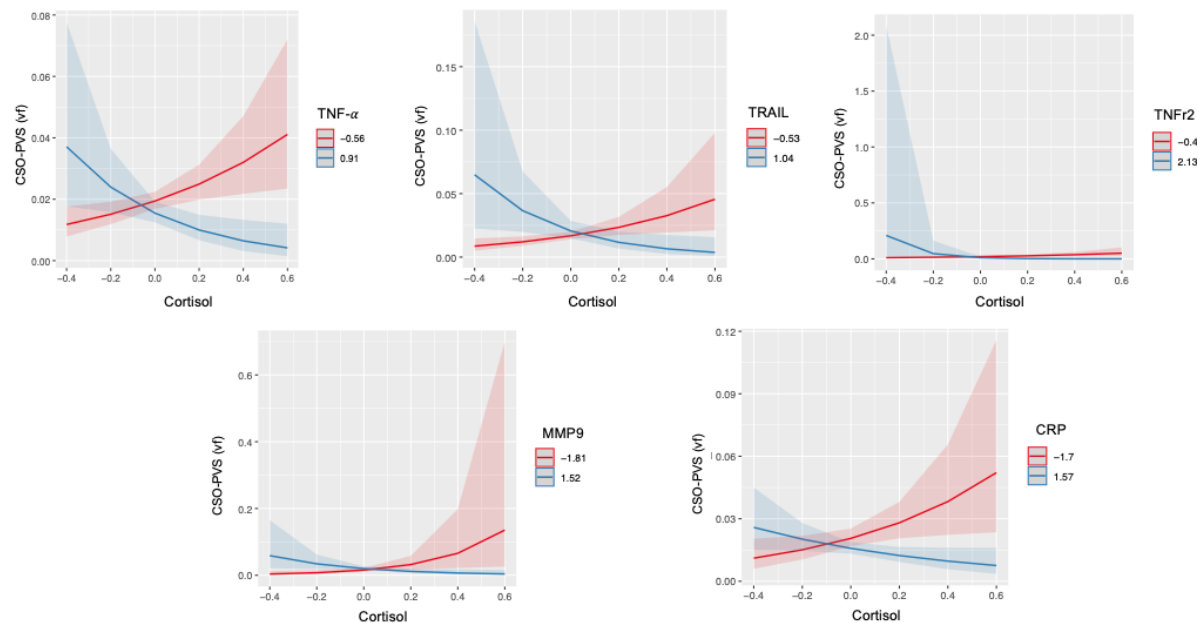 0.08
0.06
0.04
0.02
0.00
CSO-PVS (vf)
−0.4 −0.2 0.0 0.2 0.4 0.6
Cortisol
TNF-α
−0.56
0.91
0.15
0.10
0.05
0.00
CSO-PVS (vf)
−0.4 −0.2 0.0 0.2 0.4 0.6
Cortisol
TRAIL
−0.53
1.04
2.0
1.5
1.0
0.5
0.0
CSO-PVS (vf)
−0.4 −0.2 0.0 0.2 0.4 0.6
Cortisol
TNFr2
−0.4
2.13
0.6
0.4
0.2
0.0
CSO-PVS (vf)
−0.4 −0.2 0.0 0.2 0.4 0.6
Cortisol
MMP9
−1.81
1.52
0.12
0.09
0.06
0.03
0.00
CSO-PVS (vf)
−0.4 −0.2 0.0 0.2 0.4 0.6
Cortisol
CRP
−1.7
1.57